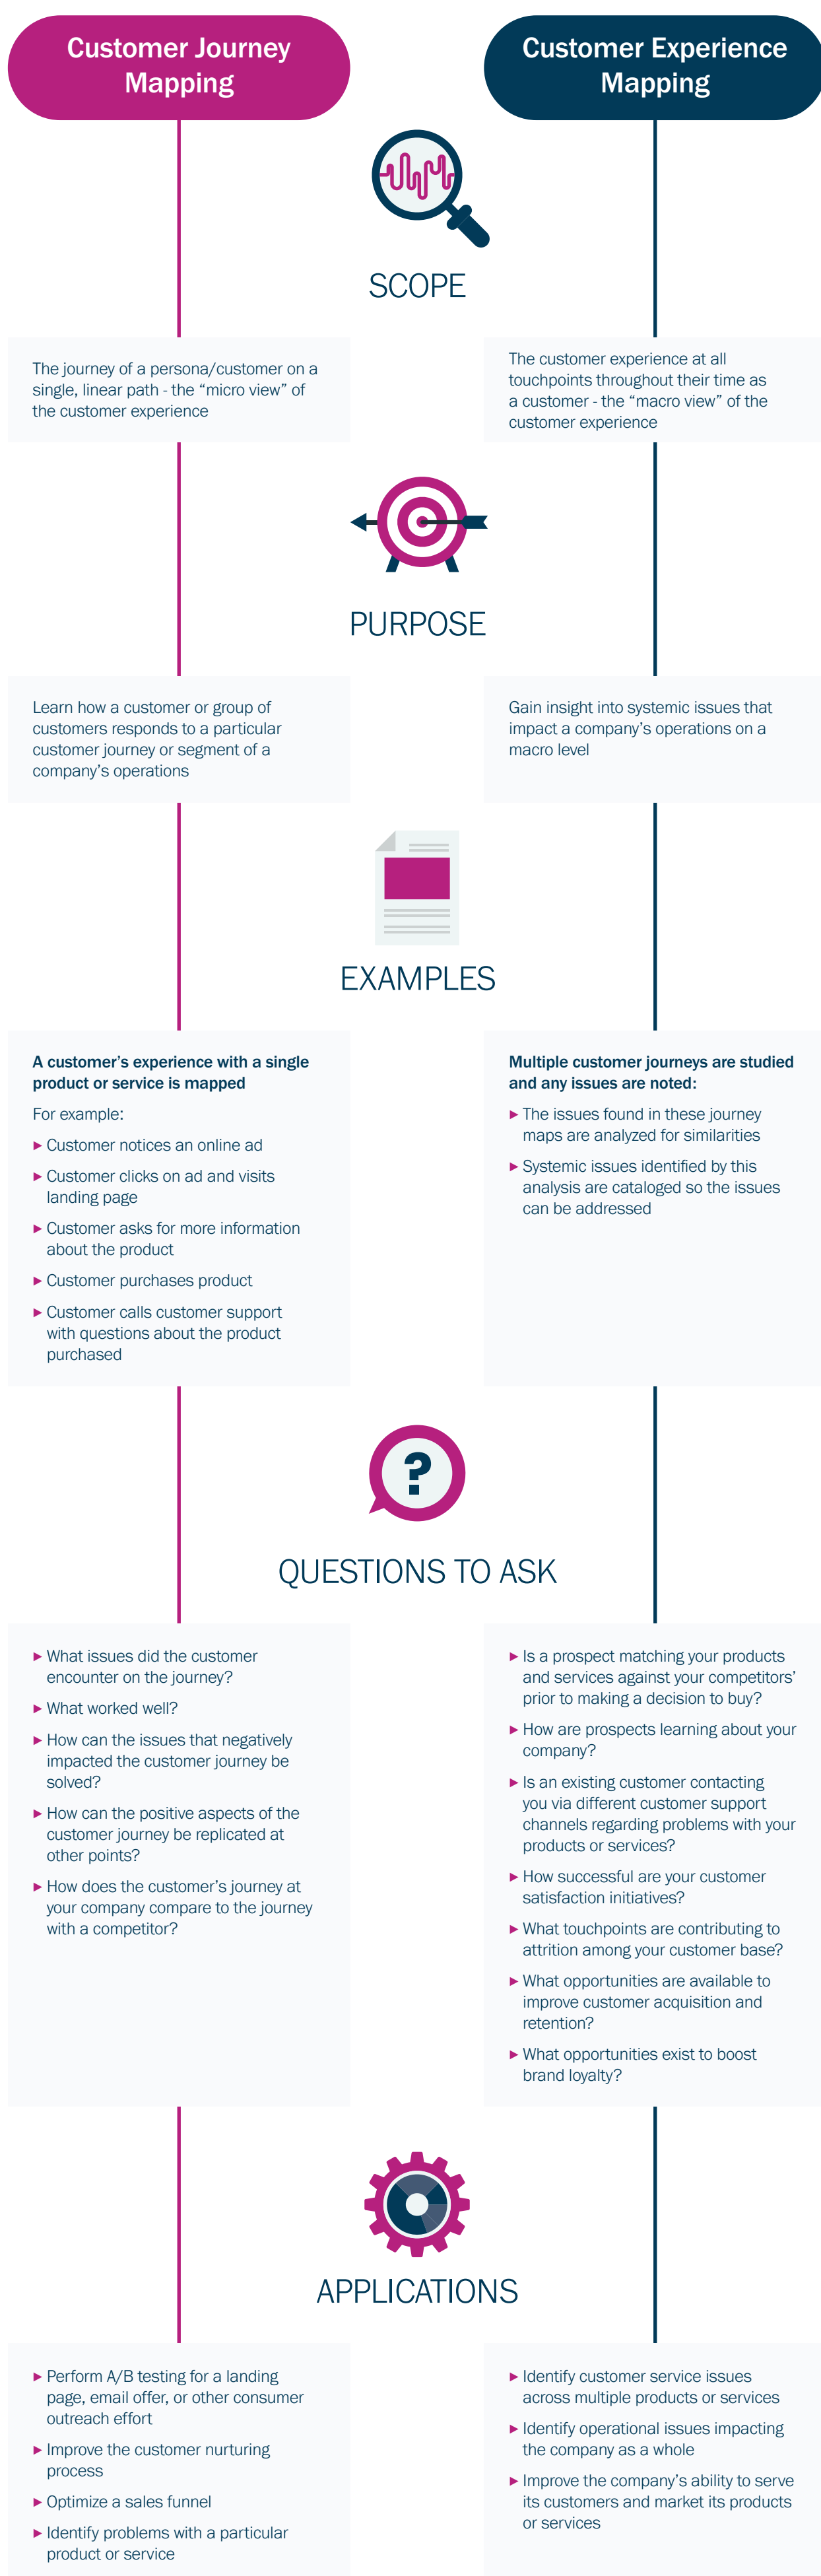 Customer Journey
Mapping
Customer Experience
Mapping
SCOPE
The journey of a persona/customer on a
single, linear path - the “micro view” of
the customer experience
The customer experience at all
touchpoints throughout their time as
a customer - the “macro view” of the
customer experience
PURPOSE
Learn how a customer or group of
customers responds to a particular
customer journey or segment of a
company’s operations
Gain insight into systemic issues that
impact a company’s operations on a
macro level
EXAMPLES
A customer’s experience with a single
product or service is mapped
For example:
▶ Customer notices an online ad
▶ Customer clicks on ad and visits
landing page
▶ Customer asks for more information
about the product
▶ Customer purchases product
▶ Customer calls customer support
with questions about the product
purchased
Multiple customer journeys are studied
and any issues are noted:
▶ The issues found in these journey
maps are analyzed for similarities
▶ Systemic issues identified by this
analysis are cataloged so the issues
can be addressed
?
QUESTIONS TO ASK
▶ What issues did the customer
encounter on the journey?
▶ What worked well?
▶ How can the issues that negatively
impacted the customer journey be
solved?
▶ How can the positive aspects of the
customer journey be replicated at
other points?
▶ How does the customer’s journey at
your company compare to the journey
with a competitor?
▶ Is a prospect matching your products
and services against your competitors’
prior to making a decision to buy?
▶ How are prospects learning about your
company?
▶ Is an existing customer contacting
you via different customer support
channels regarding problems with your
products or services?
▶ How successful are your customer
satisfaction initiatives?
▶ What touchpoints are contributing to
attrition among your customer base?
▶ What opportunities are available to
improve customer acquisition and
retention?
▶ What opportunities exist to boost
brand loyalty?
APPLICATIONS
▶ Perform A/B testing for a landing
page, email offer, or other consumer
outreach effort
▶ Improve the customer nurturing
process
▶ Optimize a sales funnel
▶ Identify problems with a particular
product or service
▶ Identify customer service issues
across multiple products or services
▶ Identify operational issues impacting
the company as a whole
▶ Improve the company’s ability to serve
its customers and market its products
or services